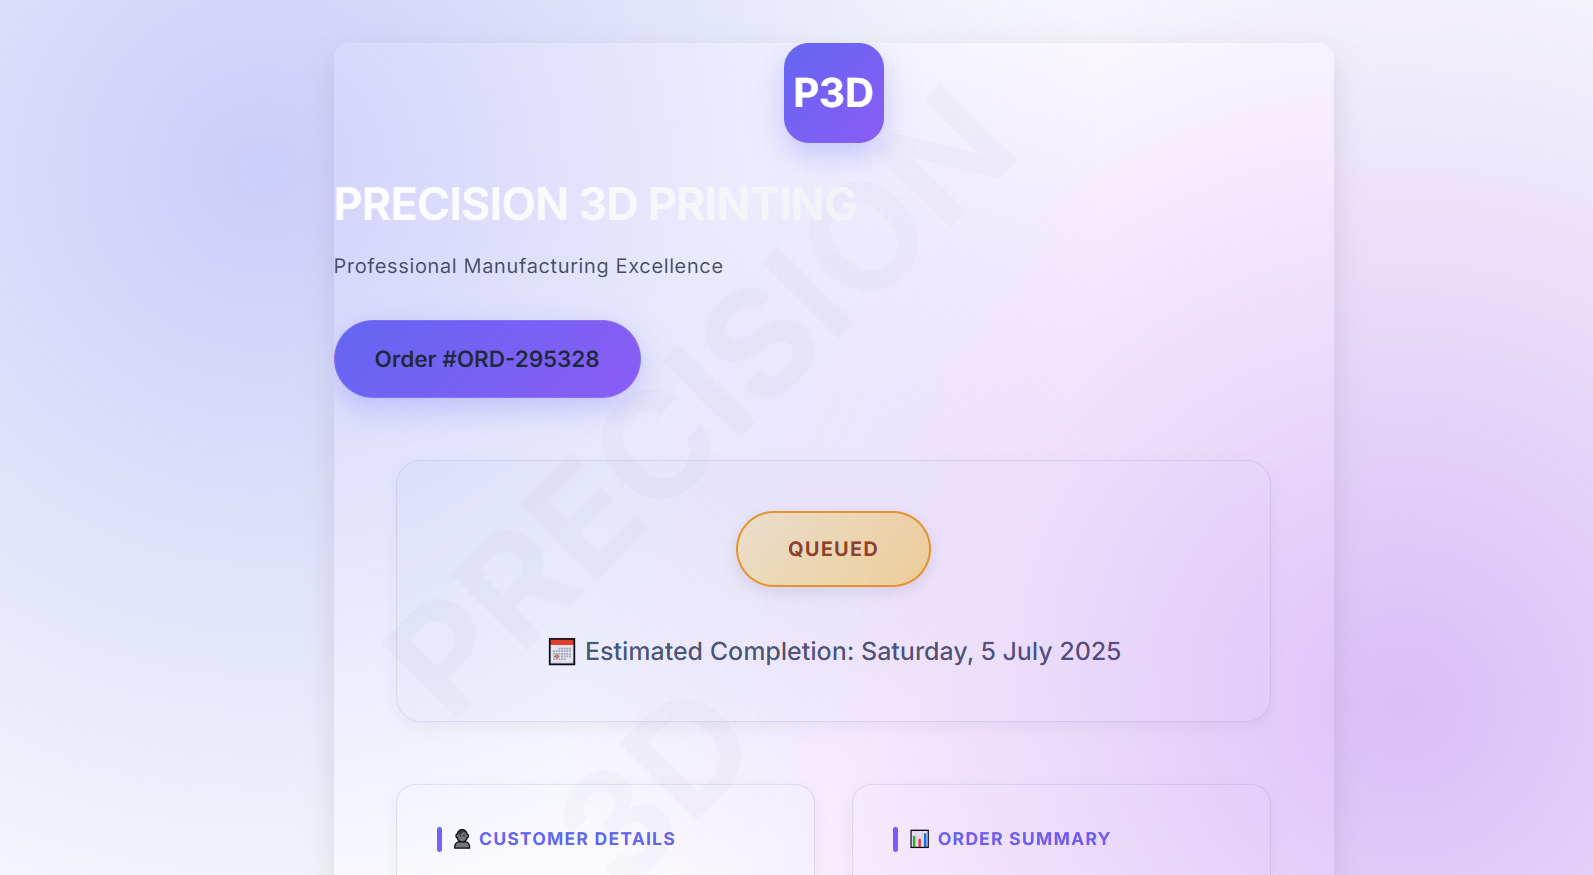 P3D
PRECISION 3D PRINTING
Professional Manufacturing Excellence
Order #ORD-295328
QUEUED
Estimated Completion: Saturday, 5 July 2025
PRECISION
3D
CUSTOMER DETAILS
ORDER SUMMARY